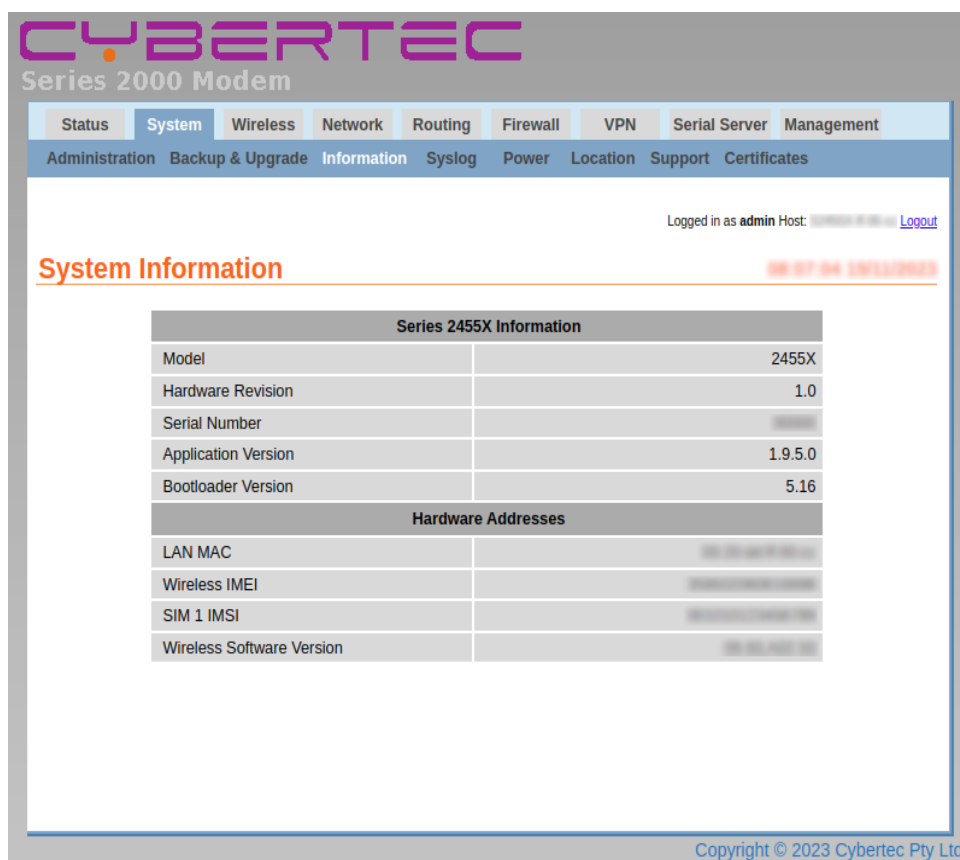 CYBERTEC
Series 2000 Modem
Status System Wireless Network Routing Firewall VPN Serial Server Management
Administration Backup & Upgrade Information Syslog Power Location Support Certificates
Logged in as admin Host: Logout
System Information
Series 2455X Information
Model 2455X
Hardware Revision 1.0
Serial Number
Application Version 1.9.5.0
Bootloader Version 5.16
Hardware Addresses
LAN MAC
Wireless IMEI
SIM 1 IMSI
Wireless Software Version
Copyright © 2023 Cybertec Pty Ltd